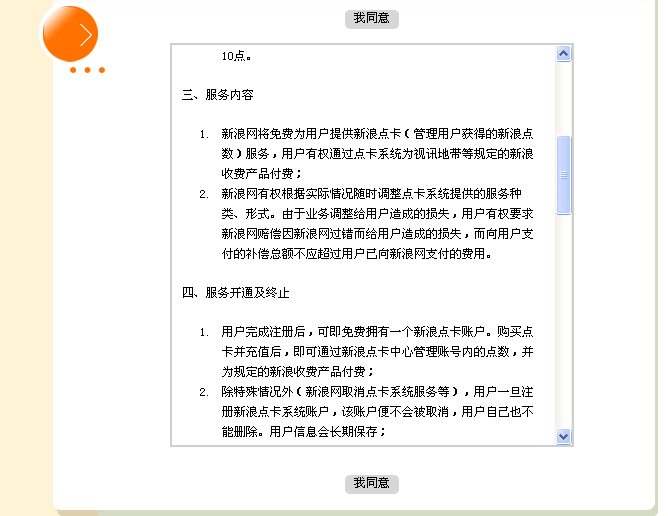 我同意
10点。
三、服务内容
1. 新浪网将免费为用户提供新浪点卡（管理用户获得的新浪点
数）服务，用户有权通过点卡系统为视讯地带等规定的新浪
收费产品付费；
2. 新浪网有权根据实际情况随时调整点卡系统提供的服务种
类、形式。由于业务调整给用户造成的损失，用户有权要求
新浪网赔偿因新浪网过错而给用户造成的损失，而向用户支
付的补偿总额不应超过用户已向新浪网支付的费用。
四、服务开通及终止
1. 用户完成注册后，可即免费拥有一个新浪点卡账户。购买点
卡并充值后，即可通过新浪点卡中心管理账号内的点数，并
为规定的新浪收费产品付费；
2. 除特殊情况外（新浪网取消点卡系统服务等），用户一旦注
册新浪点卡系统账户，该账户便不会被取消，用户自己也不
能删除。用户信息会长期保存；
我同意